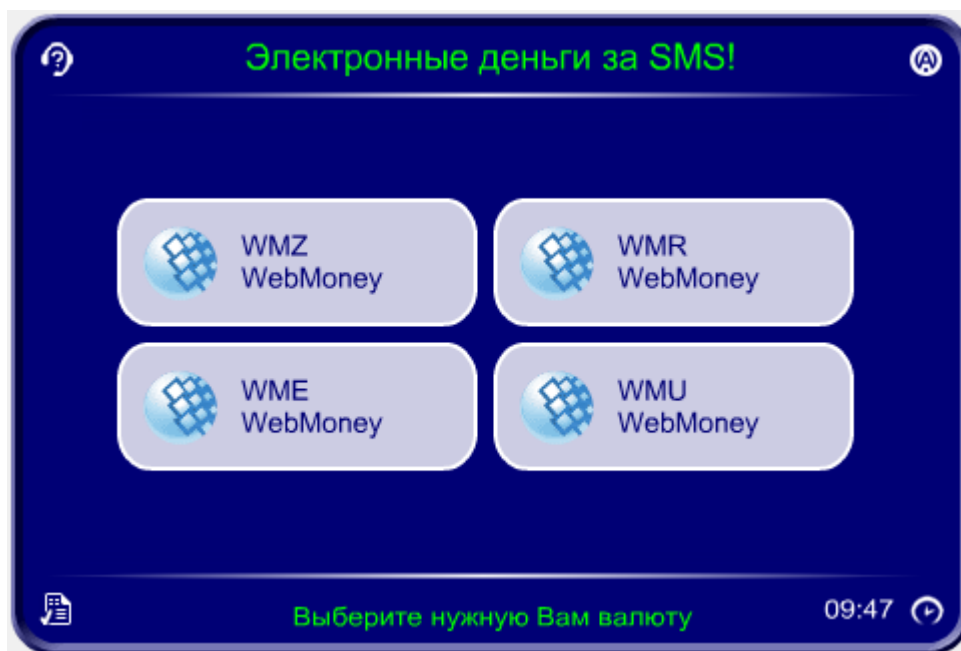 Электронные деньги за SMS!
WMZ
WebMoney
WMR
WebMoney
WME
WebMoney
WMU
WebMoney
Выберите нужную Вам валюту
09:47